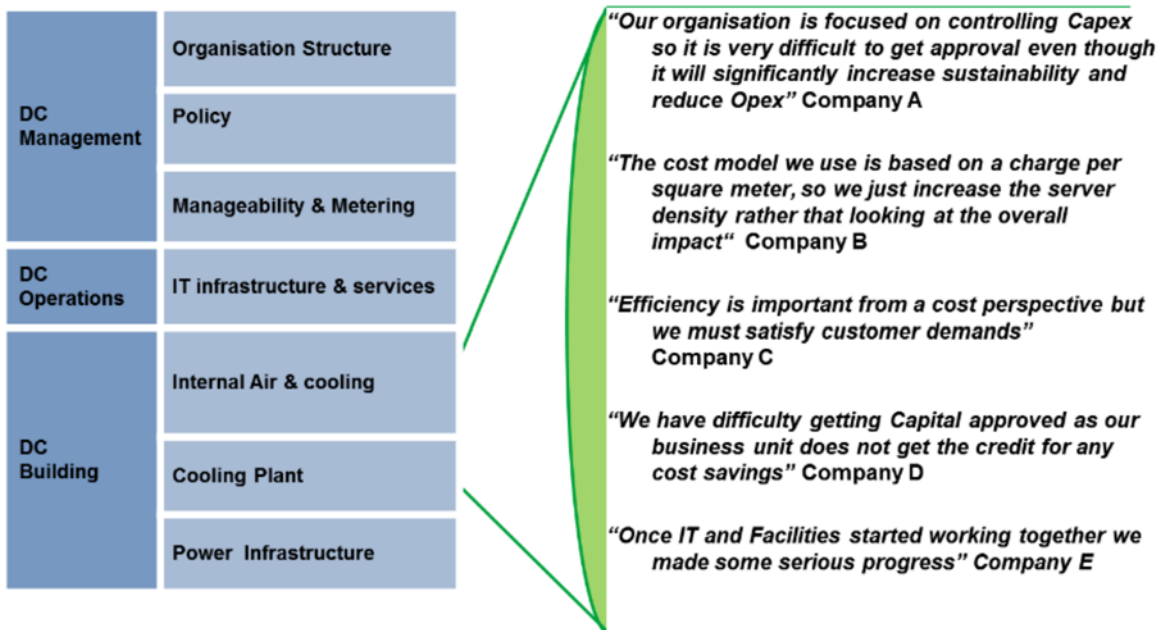 DC
Management
Organisation Structure
Policy
Manageability & Metering
DC
Operations
IT infrastructure & services
DC
Building
Internal Air & cooling
Cooling Plant
Power Infrastructure
“Our organisation is focused on controlling Capex
so it is very difficult to get approval even though
it will significantly increase sustainability and
reduce Opex” Company A
“The cost model we use is based on a charge per
square meter, so we just increase the server
density rather that looking at the overall
impact“ Company B
“Efficiency is important from a cost perspective but
we must satisfy customer demands”
Company C
“We have difficulty getting Capital approved as our
business unit does not get the credit for any
cost savings” Company D
“Once IT and Facilities started working together we
made some serious progress” Company E